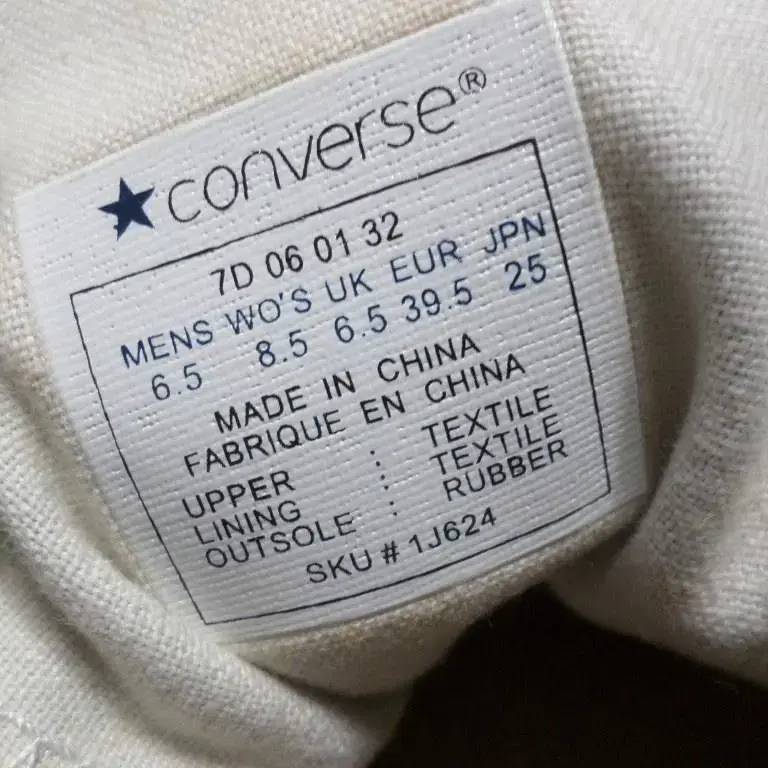 converse®
7D 06 01 32
MENS WO'S UK EUR JPN
6.5 8.5 6.5 39.5 25
MADE IN CHINA
FABRIQUE EN CHINA
UPPER : TEXTILE
LINING : TEXTILE
OUTSOLE : RUBBER
SKU # 1J624